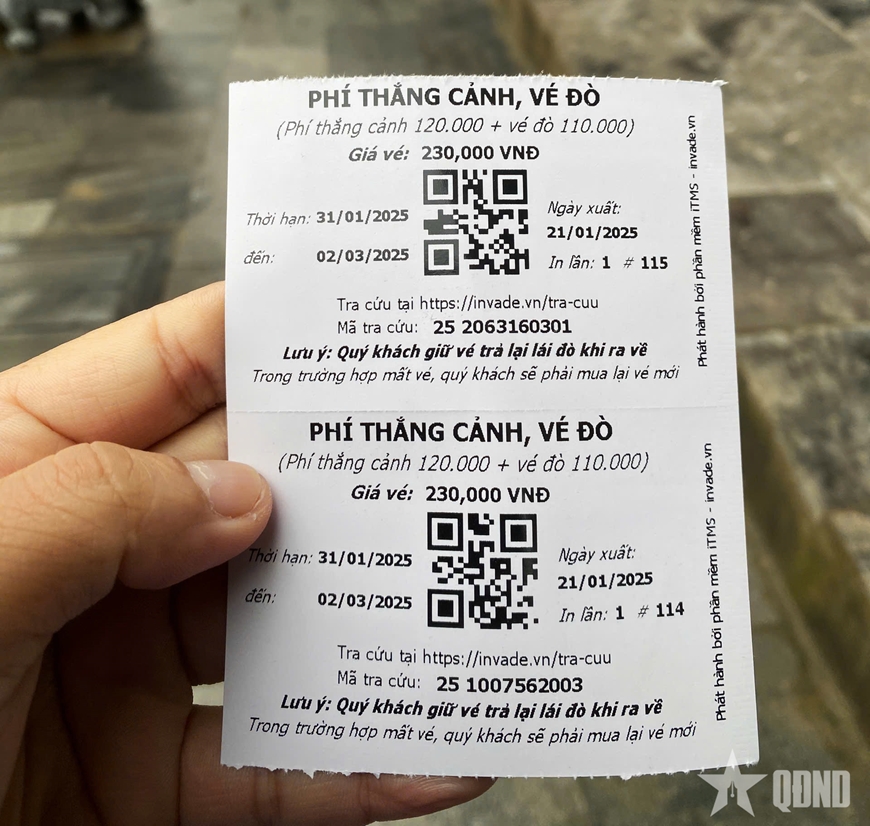 PHÍ THẮNG CẢNH, VÉ ĐÒ
(Phí thắng cảnh 120.000 + vé đò 110.000)
Giá vé: 230,000 VNĐ
Thời hạn: 31/01/2025
đến: 02/03/2025
Ngày xuất:
21/01/2025
In lần: 1 # 115
Tra cứu tại https://invade.vn/tra-cuu
Mã tra cứu: 25 2063160301
Lưu ý: Quý khách giữ vé trả lại lái đò khi ra về
Trong trường hợp mất vé, quý khách sẽ phải mua lại vé mới
Phát hành bởi phần mềm iTMS - invade.vn
PHÍ THẮNG CẢNH, VÉ ĐÒ
(Phí thắng cảnh 120.000 + vé đò 110.000)
Giá vé: 230,000 VNĐ
Thời hạn: 31/01/2025
đến: 02/03/2025
Ngày xuất:
21/01/2025
In lần: 1 # 114
Tra cứu tại https://invade.vn/tra-cuu
Mã tra cứu: 25 1007562003
Lưu ý: Quý khách giữ vé trả lại lái đò khi ra về
Trong trường hợp mất vé, quý khách sẽ phải mua lại vé mới
Phát hành bởi phần mềm iTMS - invade.vn
QĐND